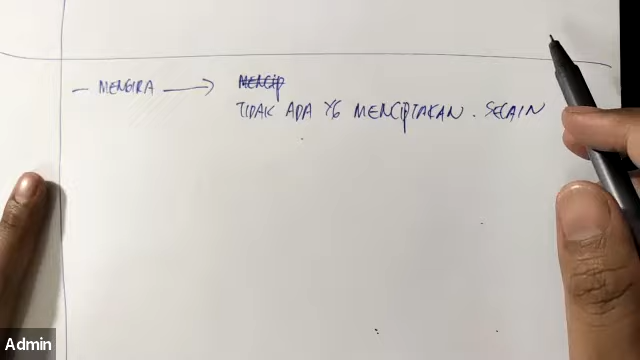 - MENGIRA → MENCIP
TIDAK ADA YG MENCIPTAKAN. SELAIN
Admin